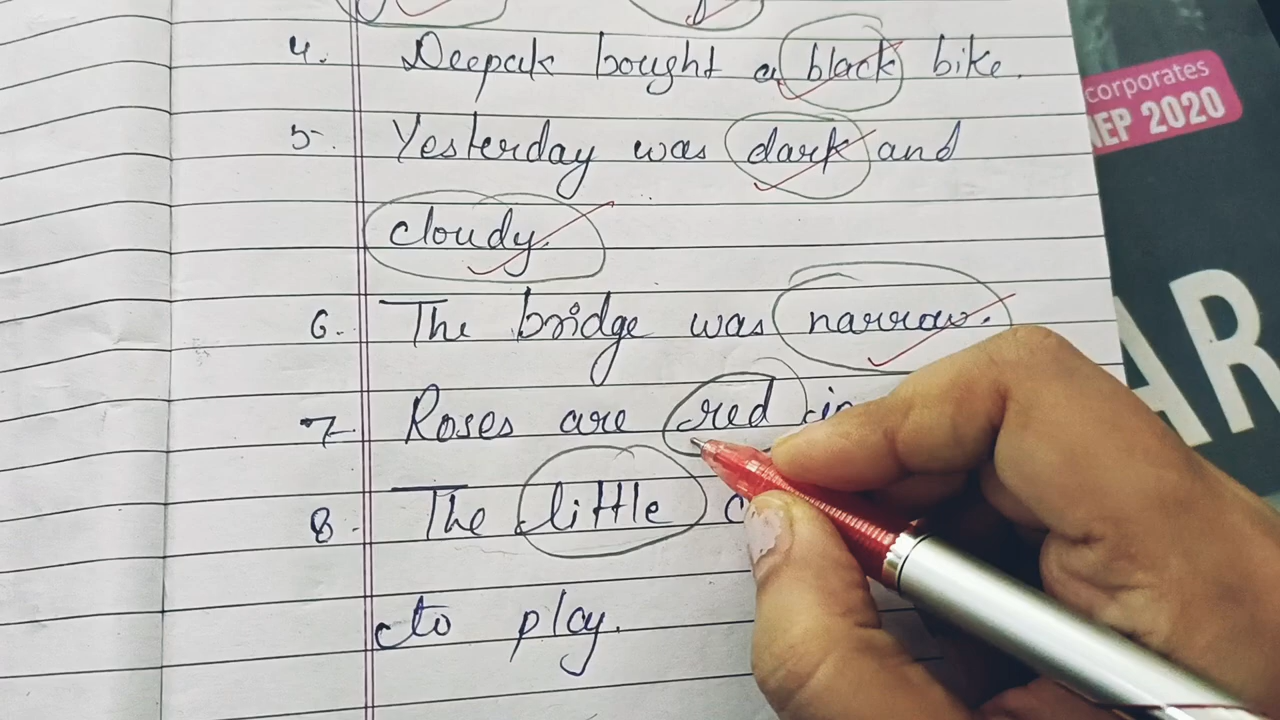 4. Deepak bought a black bike.
5. Yesterday was dark and
cloudy.
6. The bridge was narrow.
7. Roses are red in
8. The little
to play.
corporates
NEP 2020
AR